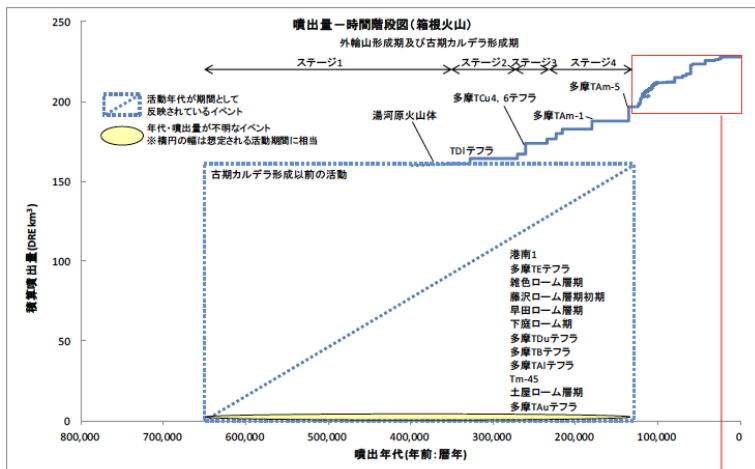 噴出量－時間階段図（箱根火山）
外輪山形成期及び古期カルデラ形成期
ステージ1
ステージ2
ステージ3
ステージ4
活動年代が期間として
反映されているイベント
年代・噴出量が不明なイベント
※楕円の幅は想定される活動期間に相当
多摩TAm-5
多摩TCu4, 6テフラ
多摩TAm-1
湯河原火山体
TDlテフラ
古期カルデラ形成以前の活動
港南1
多摩TEテフラ
雑色ローム層期
藤沢ローム層期初期
早田ローム層期
下庭ローム期
多摩TDuテフラ
多摩TBテフラ
多摩TAlテフラ
Tm-45
土屋ローム層期
多摩TAuテフラ
積算噴出量(DRE km³)
250
200
150
100
50
0
800,000
700,000
600,000
500,000
400,000
300,000
200,000
100,000
0
噴出年代(年前:暦年)